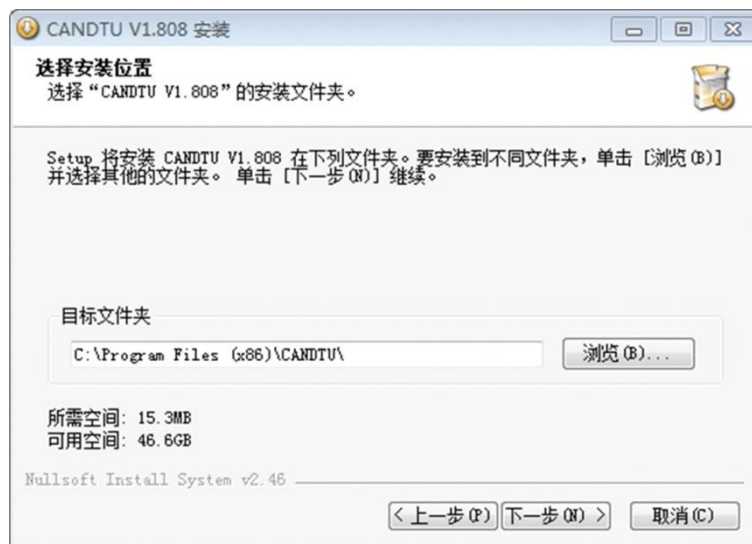 CANDTU V1.808 安装
选择安装位置
选择“CANDTU V1.808”的安装文件夹。
Setup 将安装 CANDTU V1.808 在下列文件夹。要安装到不同文件夹，单击 [浏览(B)]
并选择其他的文件夹。 单击 [下一步(N)] 继续。
目标文件夹
C:\Program Files (x86)\CANDTU\
浏览(B)...
所需空间: 15.3MB
可用空间: 46.6GB
Nullsoft Install System v2.46
< 上一步(P) 下一步(N) > 取消(C)